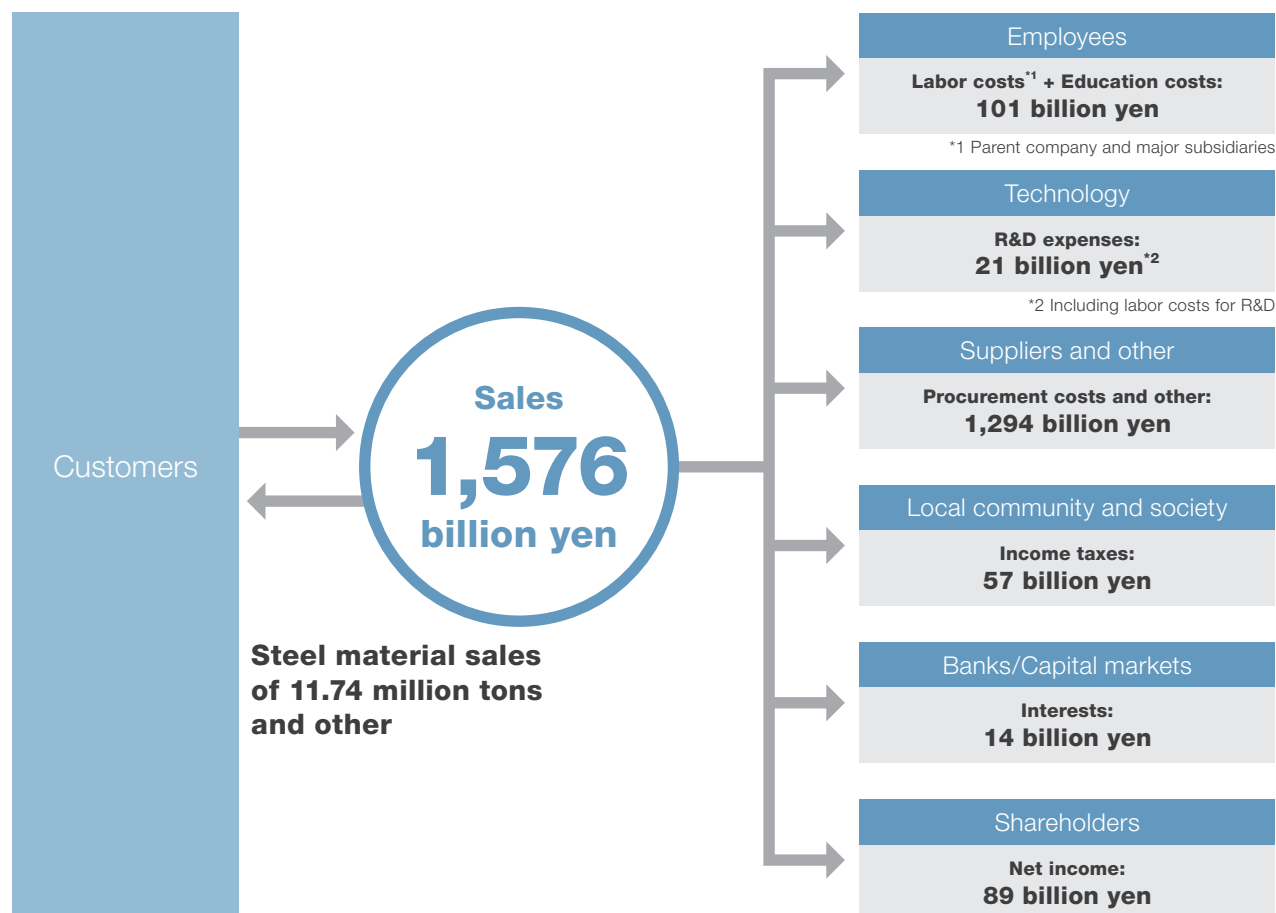 Customers
Sales
1,576
billion yen
Steel material sales
of 11.74 million tons
and other
Employees
Labor costs*1 + Education costs:
101 billion yen
*1 Parent company and major subsidiaries
Technology
R&D expenses:
21 billion yen*2
*2 Including labor costs for R&D
Suppliers and other
Procurement costs and other:
1,294 billion yen
Local community and society
Income taxes:
57 billion yen
Banks/Capital markets
Interests:
14 billion yen
Shareholders
Net income:
89 billion yen